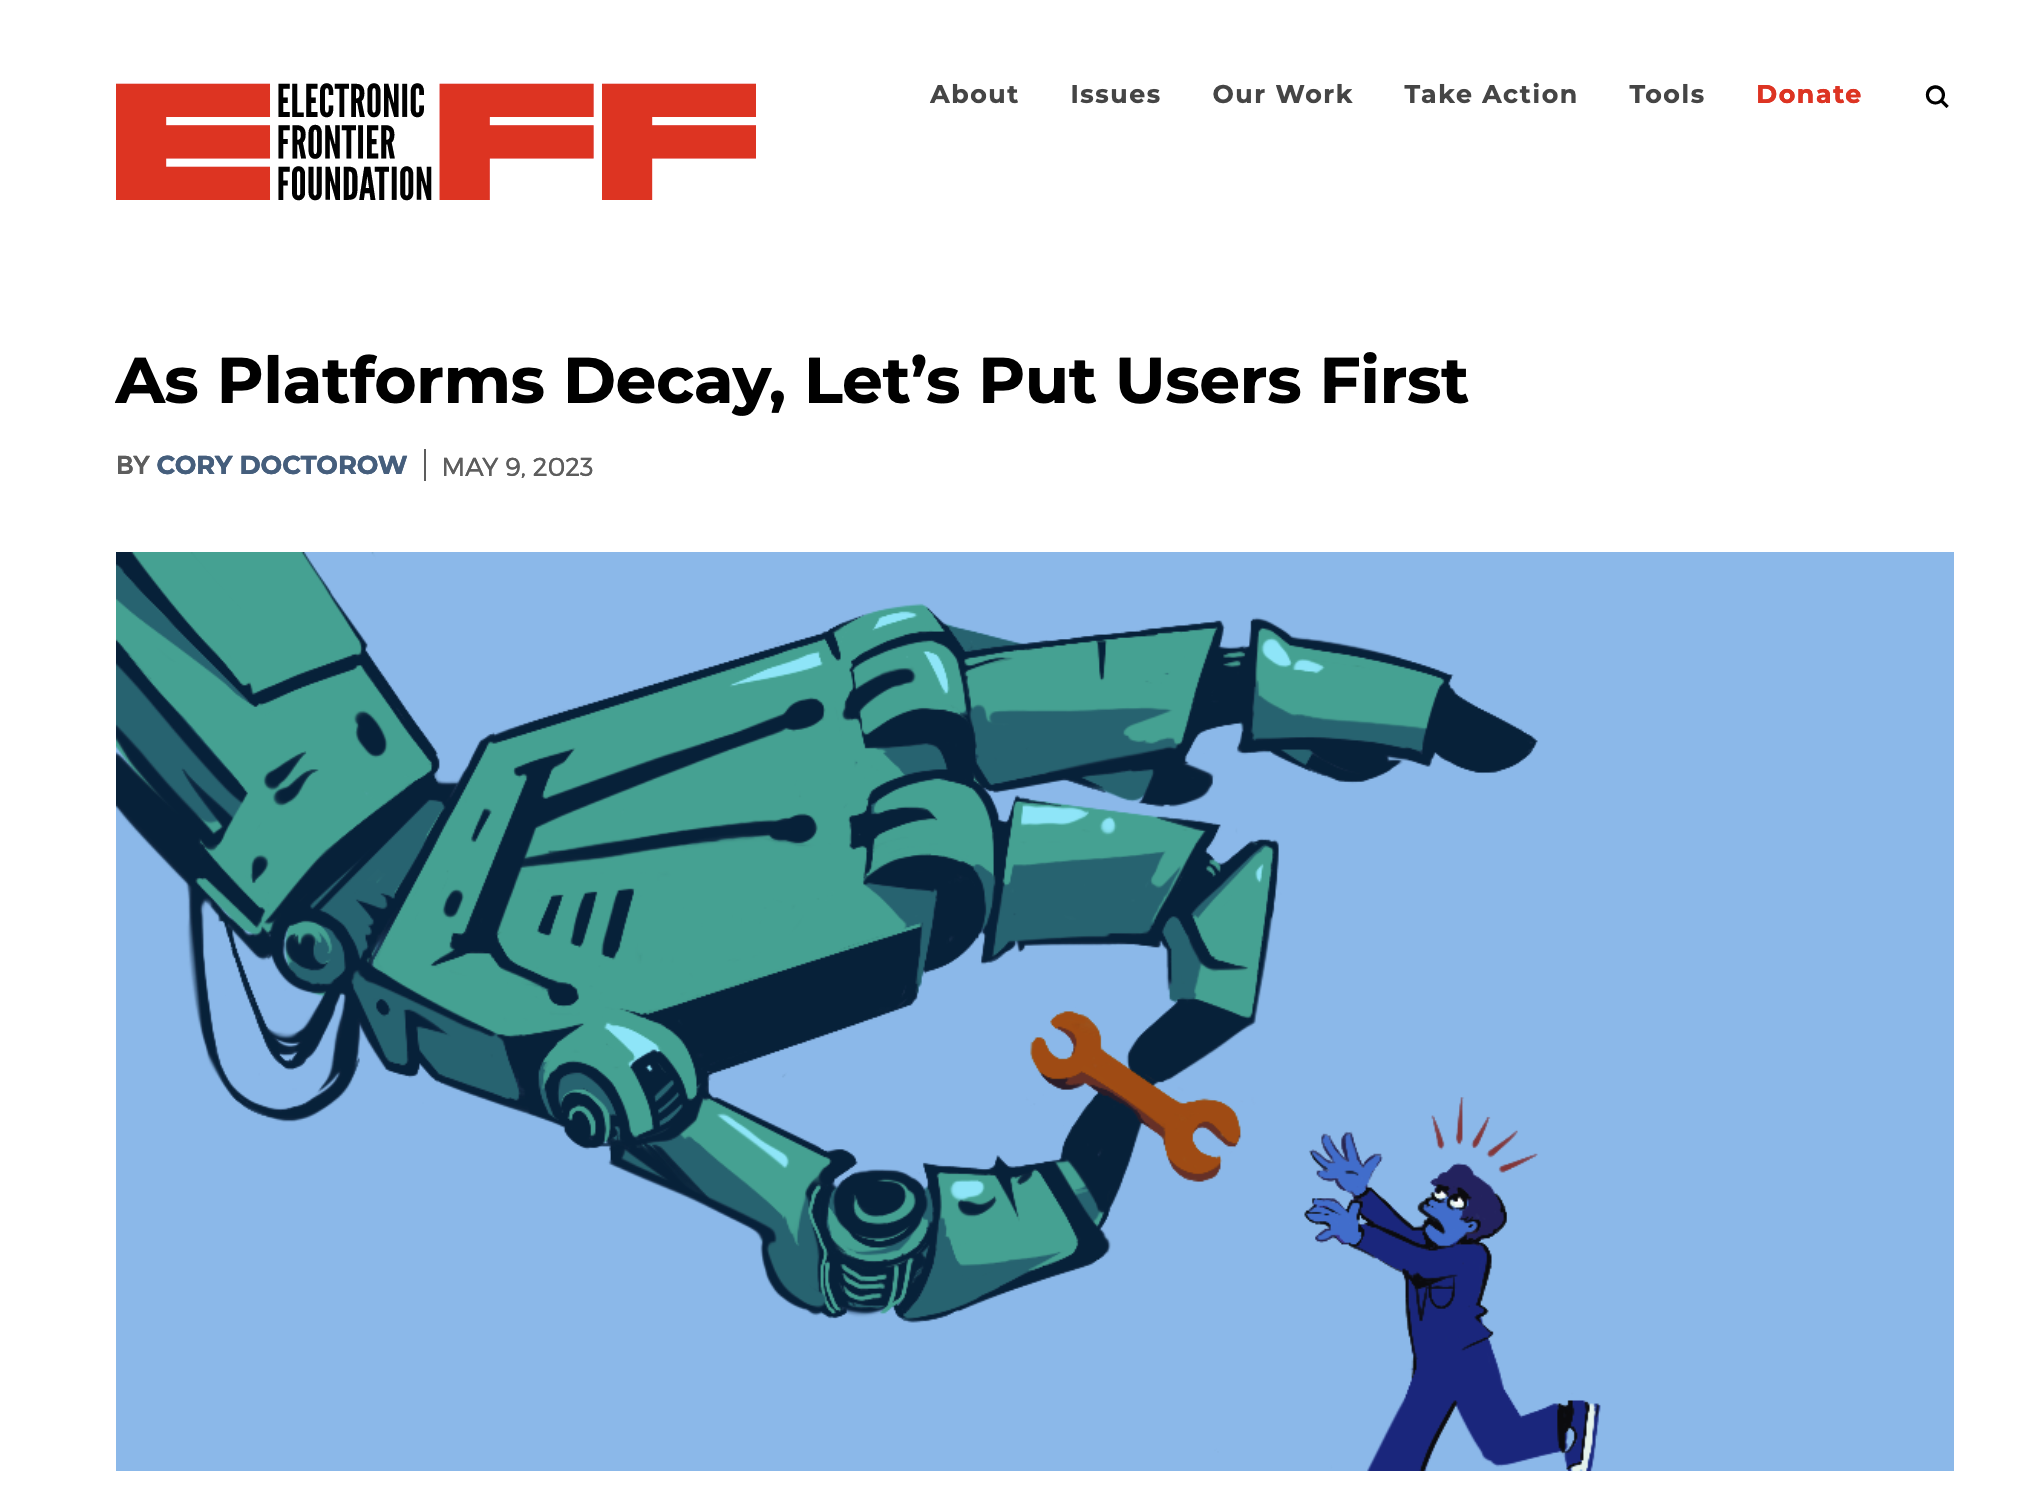 ELECTRONIC
FRONTIER
FOUNDATION
EFF
About Issues Our Work Take Action Tools Donate
As Platforms Decay, Let’s Put Users First
BY CORY DOCTOROW | MAY 9, 2023